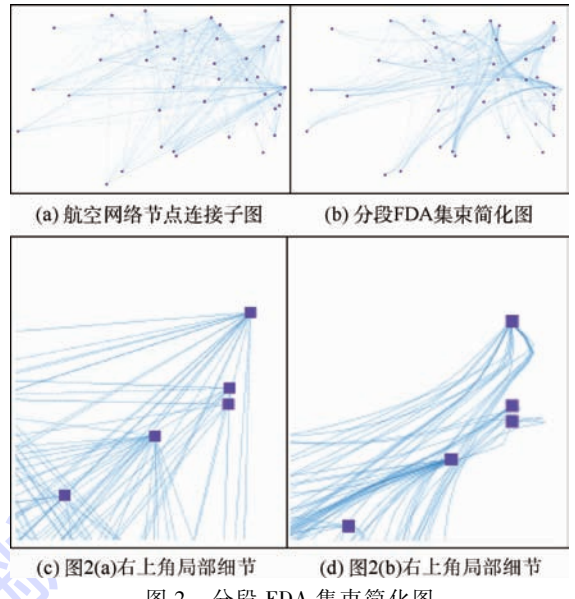 (a) 航空网络节点连接子图
(b) 分段FDA集束简化图
(c) 图2(a)右上角局部细节
(d) 图2(b)右上角局部细节
图 2 分段 FDA 集束简化图